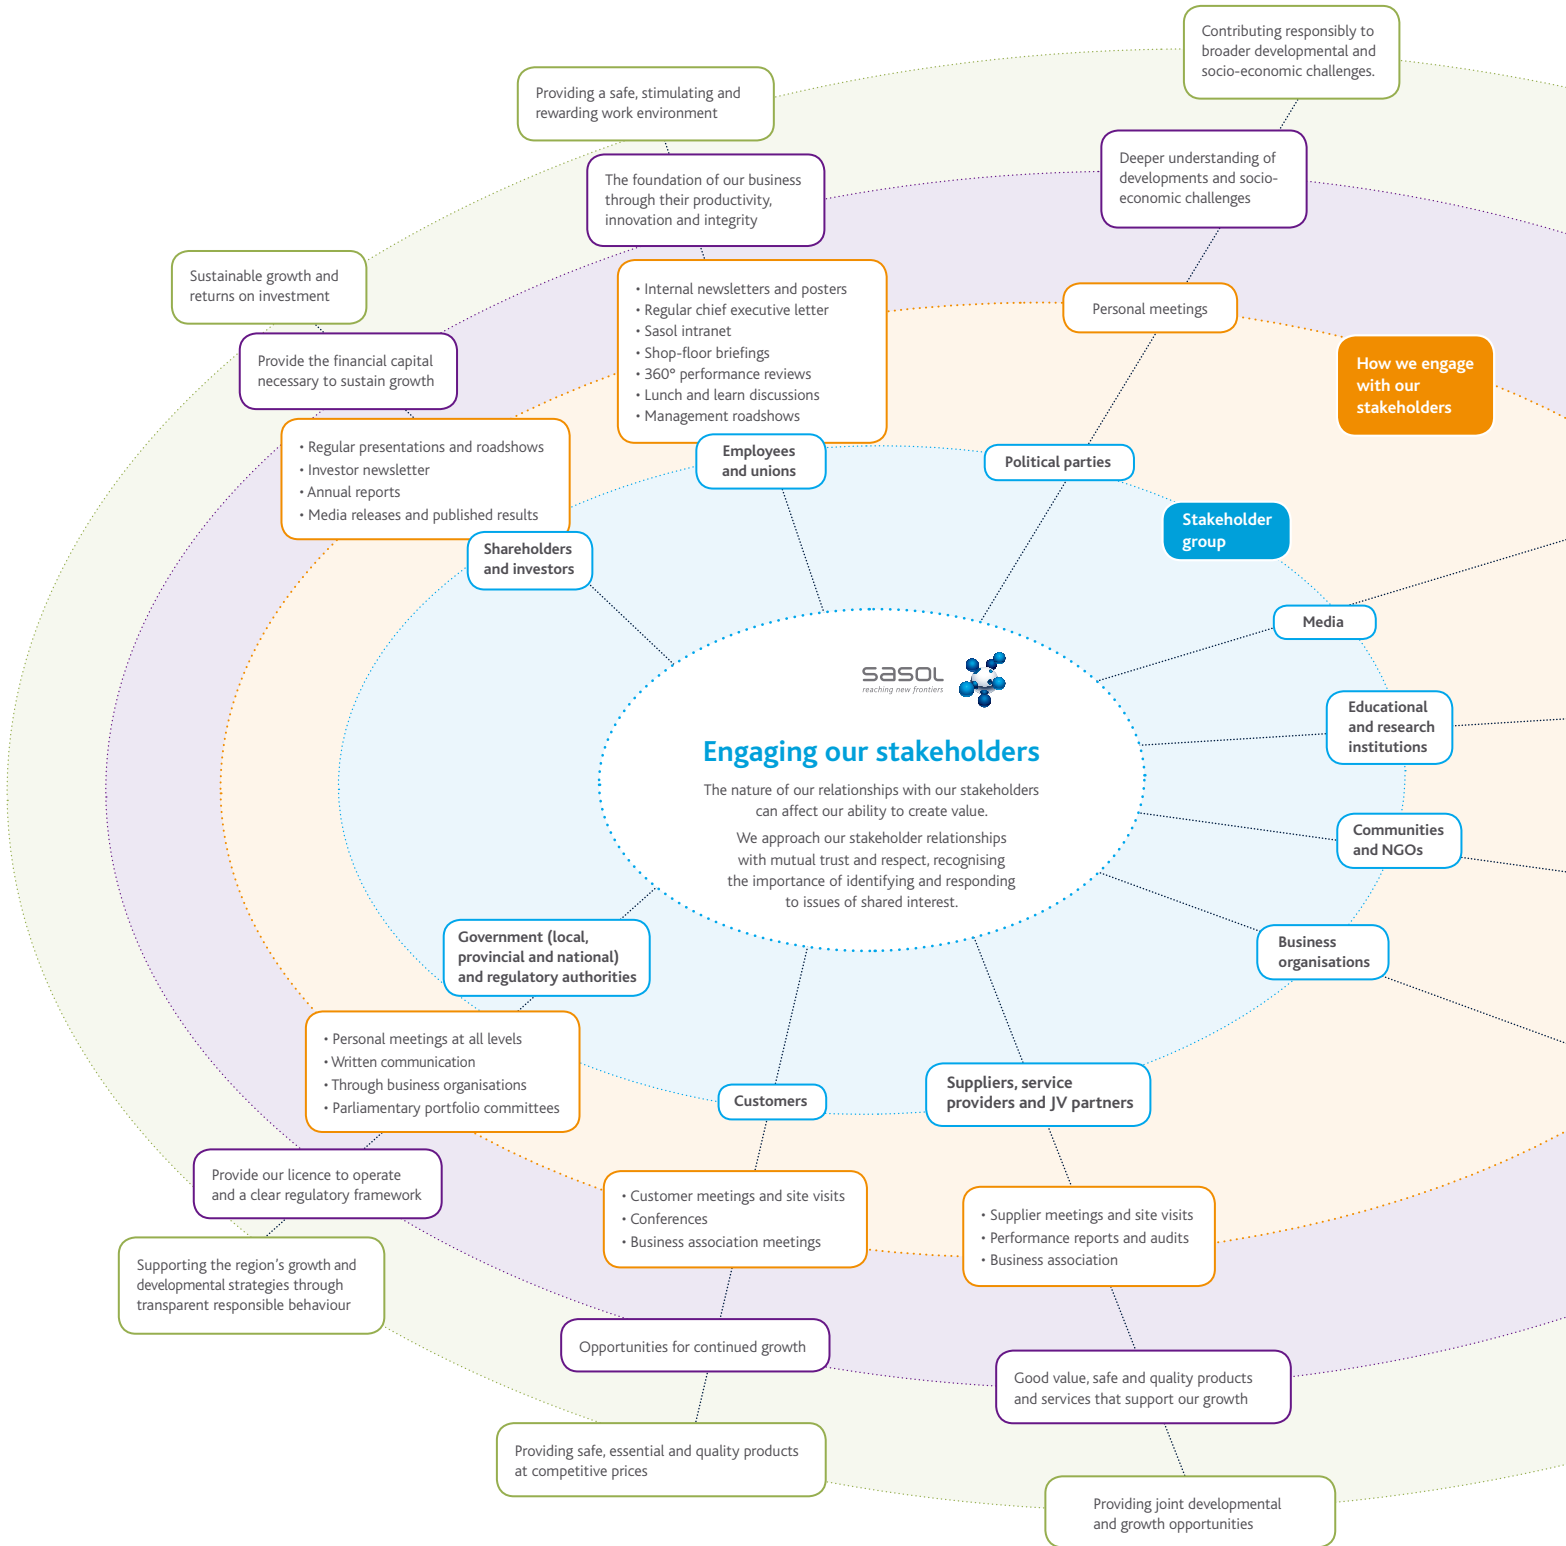 Contributing responsibly to
broader developmental and
socio-economic challenges.
Providing a safe, stimulating and
rewarding work environment
Deeper understanding of
developments and socio-
economic challenges
The foundation of our business
through their productivity,
innovation and integrity
Sustainable growth and
returns on investment
• Internal newsletters and posters
• Regular chief executive letter
• Sasol intranet
• Shop-floor briefings
• 360° performance reviews
• Lunch and learn discussions
• Management roadshows
Personal meetings
Provide the financial capital
necessary to sustain growth
How we engage
with our
stakeholders
• Regular presentations and roadshows
• Investor newsletter
• Annual reports
• Media releases and published results
Employees
and unions
Political parties
Stakeholder
group
Shareholders
and investors
Media
sasol
reaching new frontiers
Educational
and research
institutions
Engaging our stakeholders
The nature of our relationships with our stakeholders
can affect our ability to create value.
We approach our stakeholder relationships
with mutual trust and respect, recognising
the importance of identifying and responding
to issues of shared interest.
Communities
and NGOs
Government (local,
provincial and national)
and regulatory authorities
Business
organisations
• Personal meetings at all levels
• Written communication
• Through business organisations
• Parliamentary portfolio committees
Customers
Suppliers, service
providers and JV partners
Provide our licence to operate
and a clear regulatory framework
• Customer meetings and site visits
• Conferences
• Business association meetings
• Supplier meetings and site visits
• Performance reports and audits
• Business association
Supporting the region's growth and
developmental strategies through
transparent responsible behaviour
Opportunities for continued growth
Good value, safe and quality products
and services that support our growth
Providing safe, essential and quality products
at competitive prices
Providing joint developmental
and growth opportunities